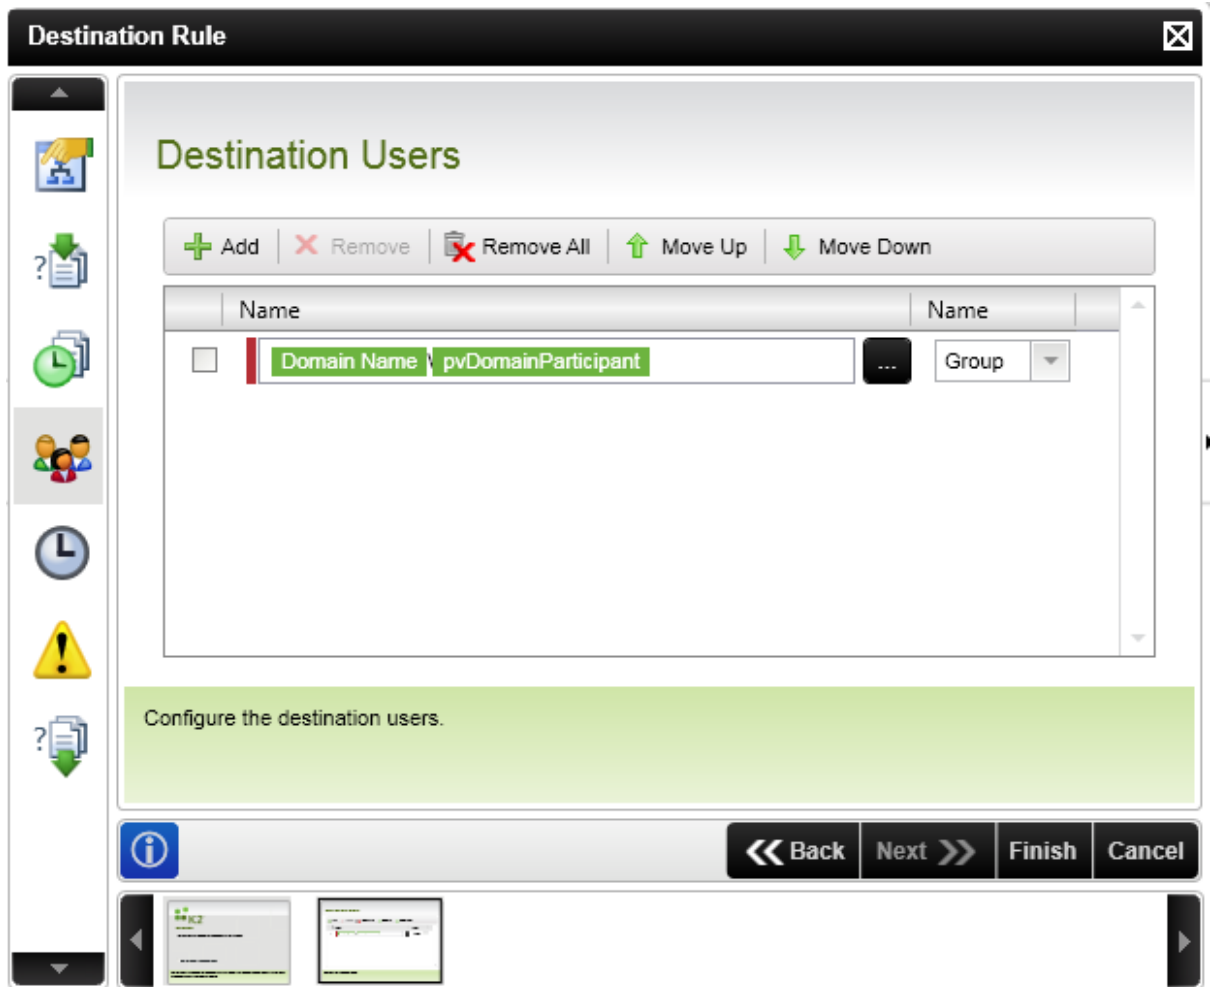 Destination Rule
Destination Users
Add Remove Remove All Move Up Move Down
Name Name
Domain Name \ pvDomainParticipant ... Group
?
?
Configure the destination users.
Back Next Finish Cancel
K2